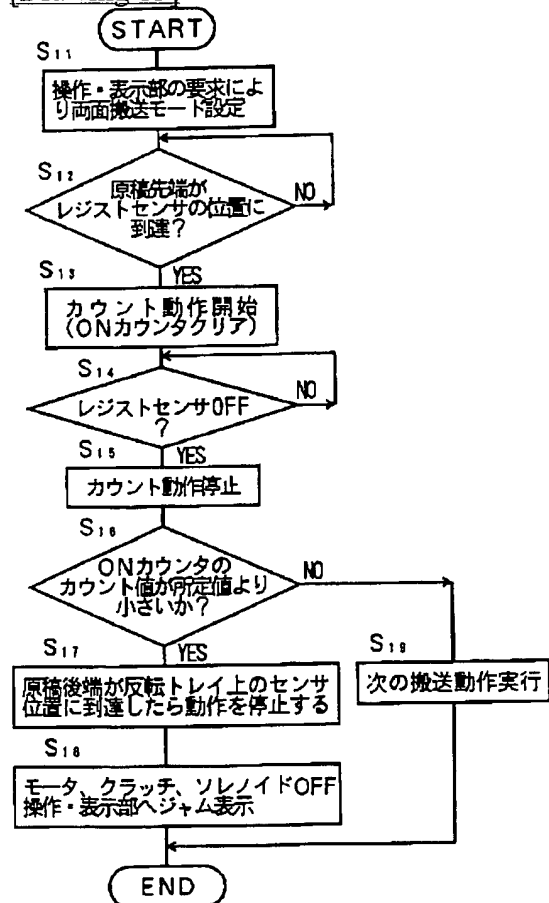 START
S₁₁
操作・表示部の要求によ
り両面搬送モード設定
S₁₂
原稿先端が
レジストセンサの位置に
到達？
NO
S₁₃
YES
カウント動作開始
（ONカウンタクリア）
S₁₄
レジストセンサOFF
？
NO
S₁₅
YES
カウント動作停止
S₁₆
ONカウンタの
カウント値が所定値より
小さいか？
NO
S₁₇
YES
原稿後端が反転トレイ上のセンサ
位置に到達したら動作を停止する
S₁₉
次の搬送動作実行
S₁₈
モータ、クラッチ、ソレノイドOFF
操作・表示部へジャム表示
END